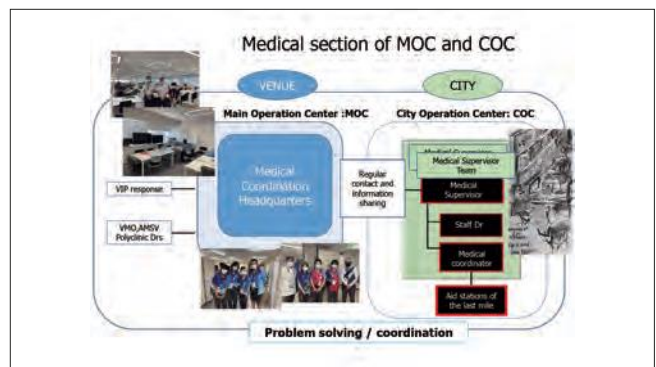 Medical section of MOC and COC
VENUE
CITY
Main Operation Center :MOC
City Operation Center: COC
Medical
Coordination
Headquarters
VIP response
VMO,AMSV
Polyclinic Drs
Regular
contact and
information
sharing
Medical Supervisor
Team
Medical
Supervisor
Staff Dr
Medical
coordinator
Aid stations of
the last mile
Problem solving / coordination